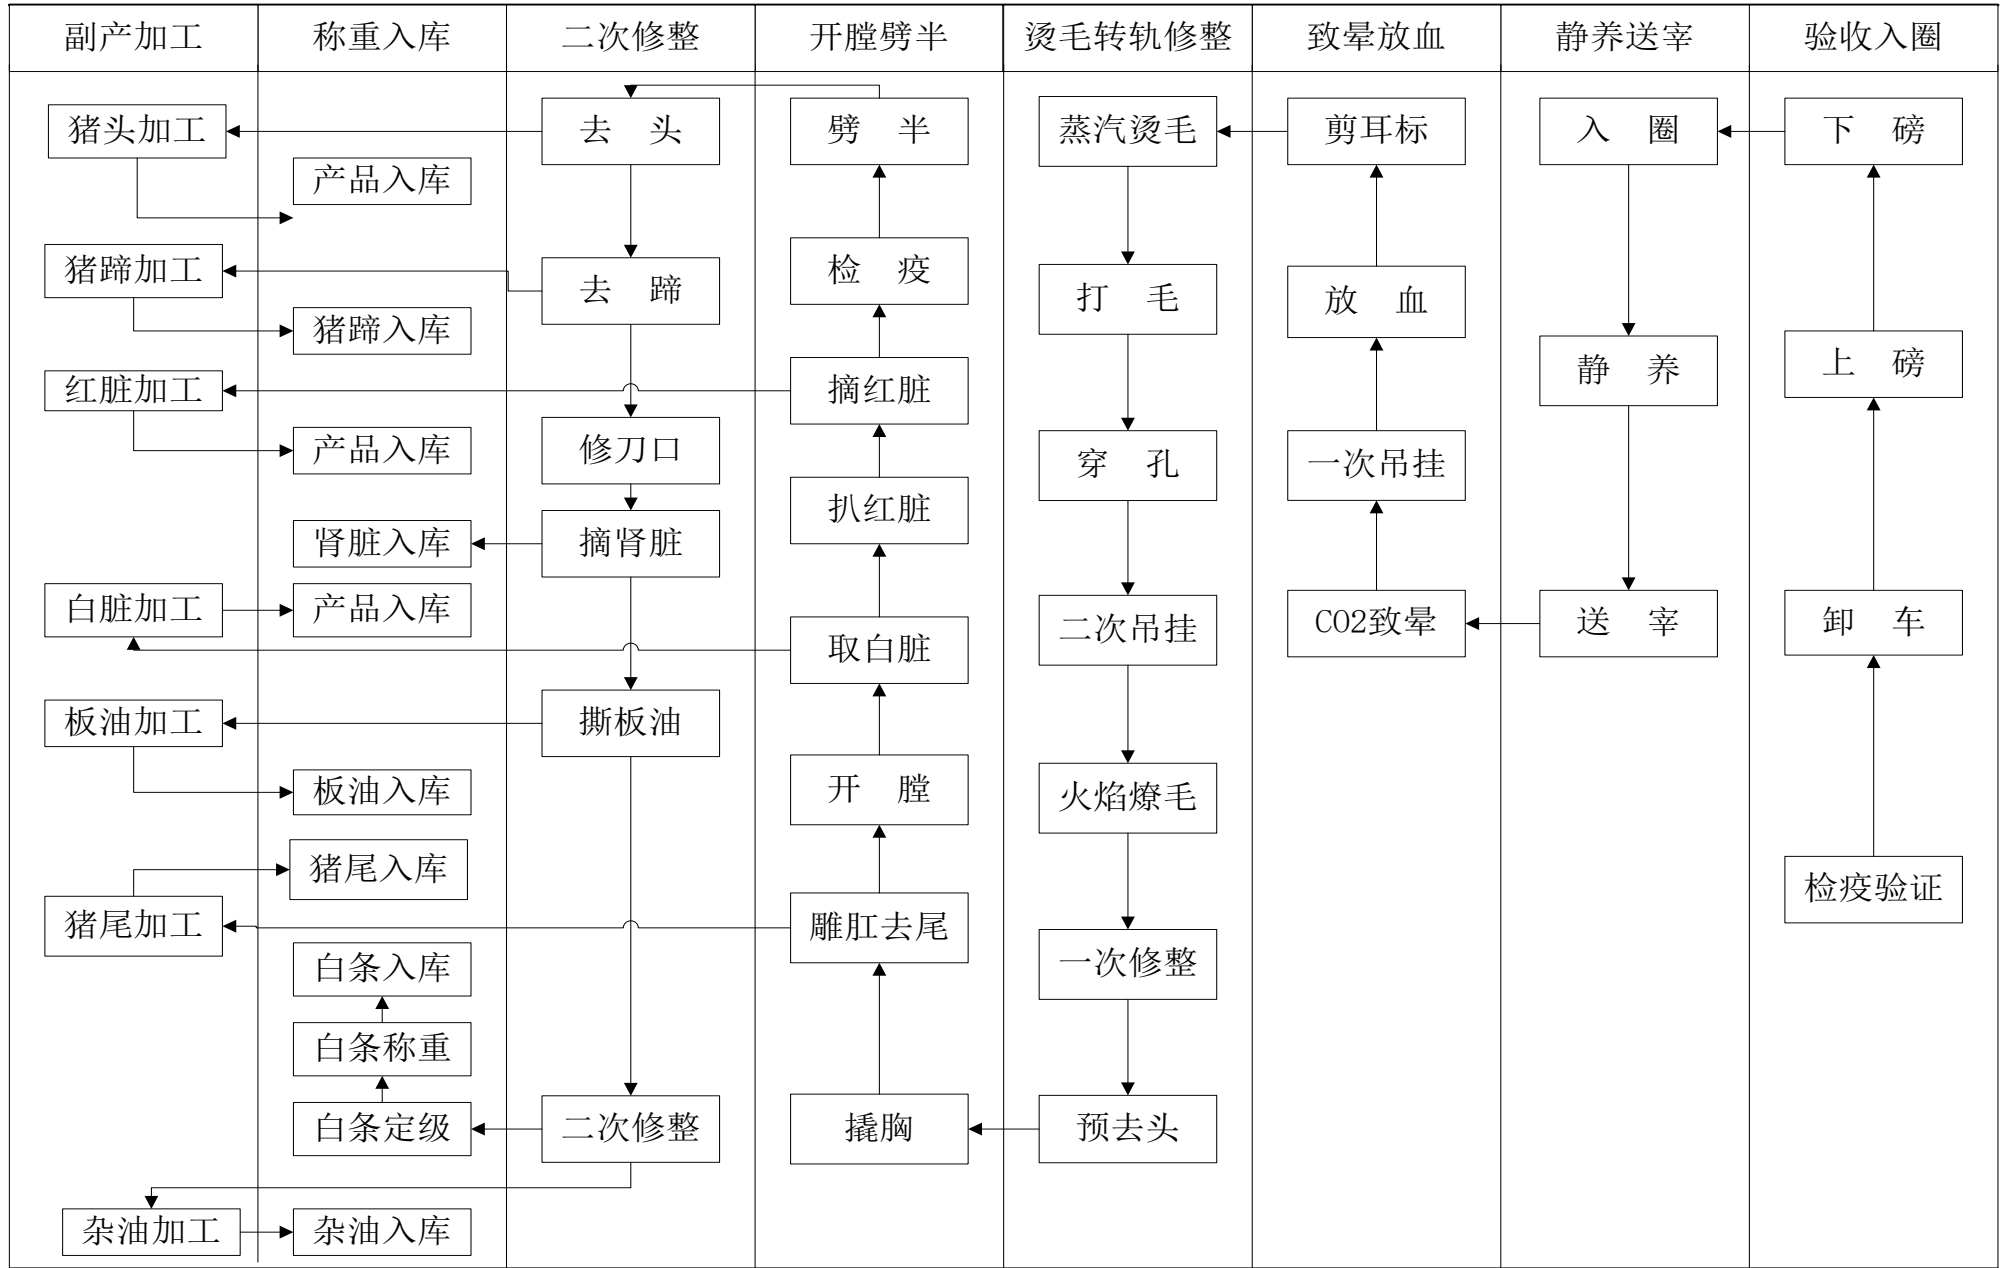 副产加工 称重入库 二次修整 开膛劈半 烫毛转轨修整 致晕放血 静养送宰 验收入圈
猪头加工
猪蹄加工
红脏加工
白脏加工
板油加工
猪尾加工
杂油加工
产品入库
猪蹄入库
产品入库
肾脏入库
产品入库
板油入库
猪尾入库
白条入库
白条称重
白条定级
杂油入库
去 头
去 蹄
修刀口
摘肾脏
撕板油
二次修整
劈 半
检 疫
摘红脏
扒红脏
取白脏
开 膛
雕肛去尾
撬胸
蒸汽烫毛
打 毛
穿 孔
二次吊挂
火焰燎毛
一次修整
预去头
剪耳标
放 血
一次吊挂
CO2致晕
入 圈
静 养
送 宰
下 磅
上 磅
卸 车
检疫验证